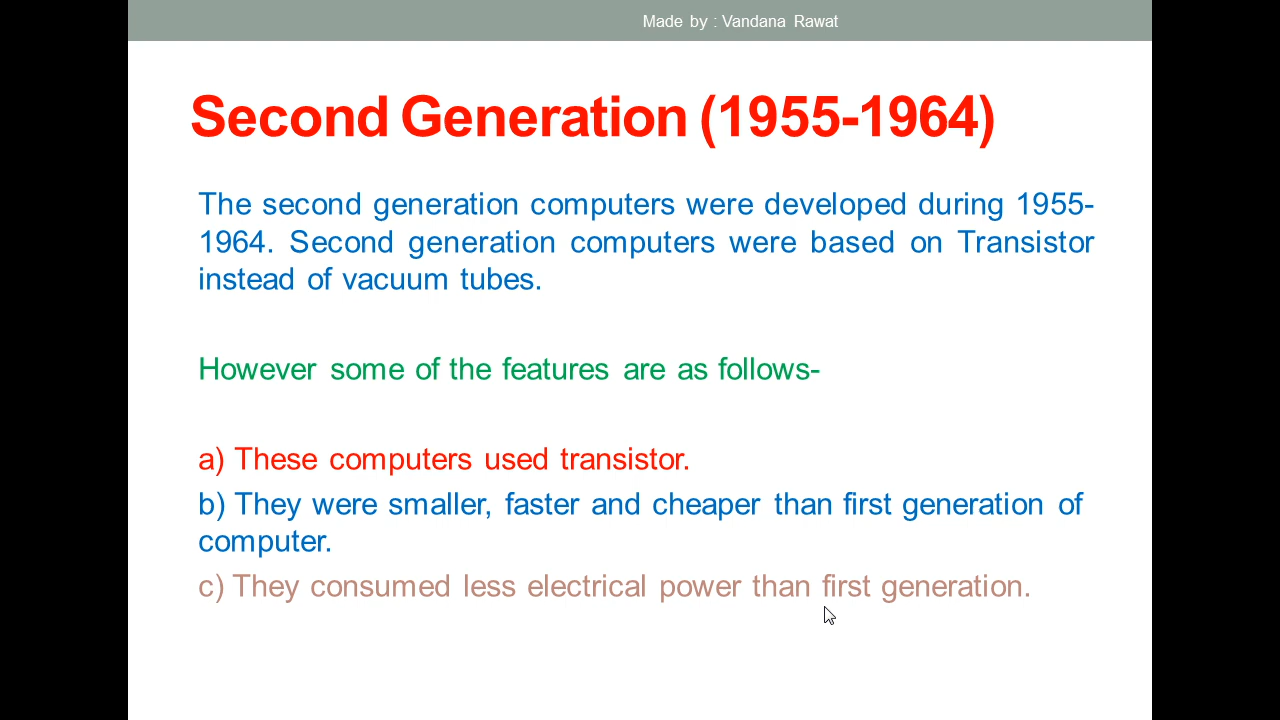 Made by : Vandana Rawat
Second Generation (1955-1964)
The second generation computers were developed during 1955-
1964. Second generation computers were based on Transistor
instead of vacuum tubes.
However some of the features are as follows-
a) These computers used transistor.
b) They were smaller, faster and cheaper than first generation of
computer.
c) They consumed less electrical power than first generation.